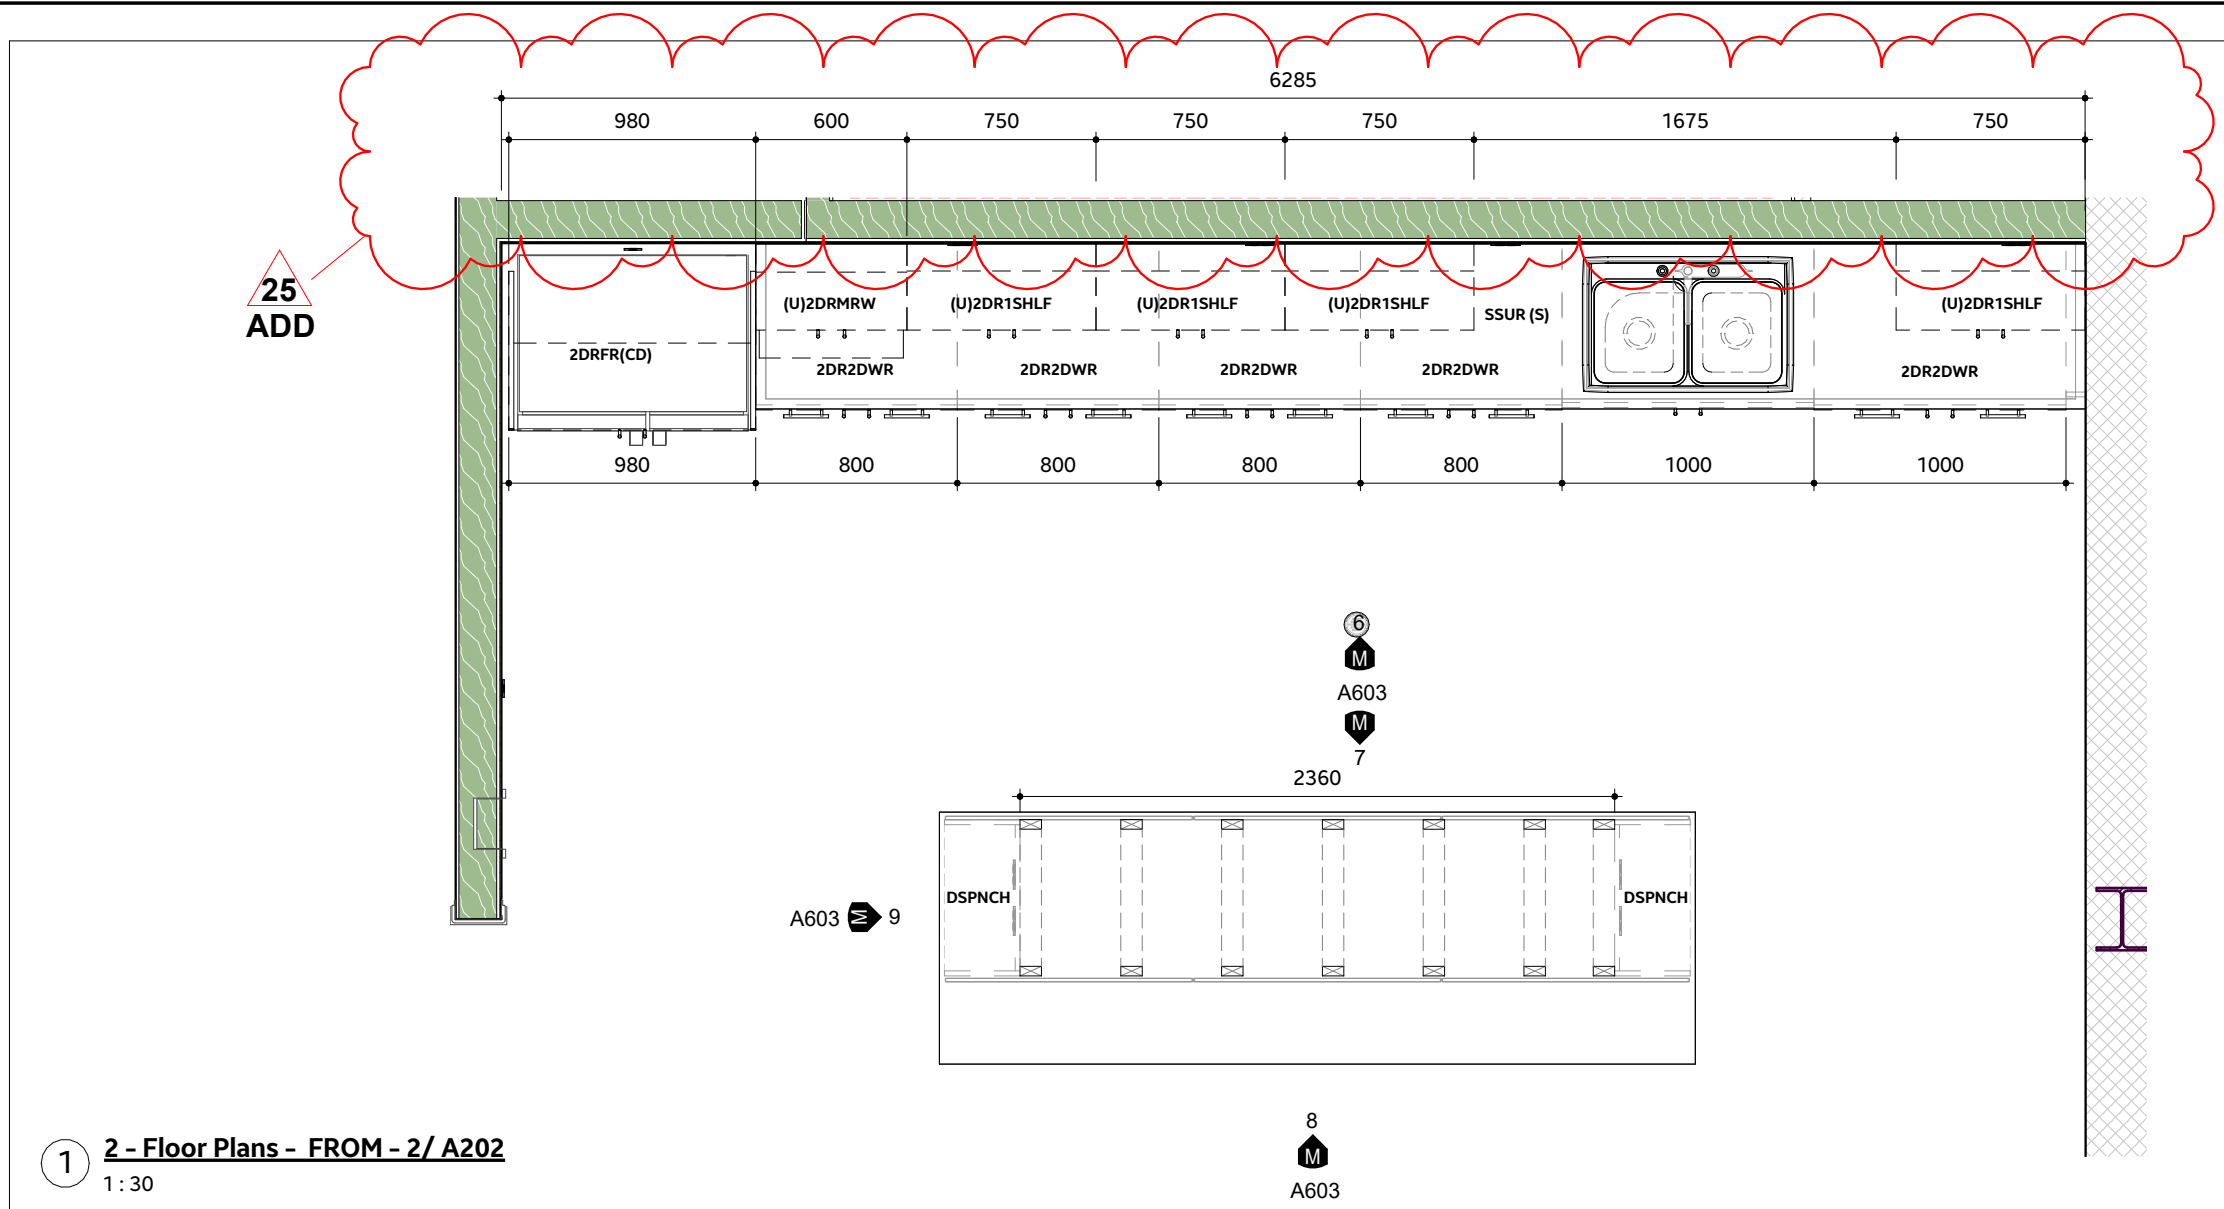 6285
980 600 750 750 750 1675 750
25
ADD
(U)2DRMRW (U)2DR1SHLF (U)2DR1SHLF (U)2DR1SHLF SSUR (S) (U)2DR1SHLF
2DRFR(CD) 2DR2DWR 2DR2DWR 2DR2DWR 2DR2DWR 2DR2DWR
980 800 800 800 800 1000 1000
6
M
A603
M
7
2360
DSPNCH DSPNCH
A603 M 9
8
M
A603
1 2 - Floor Plans - FROM - 2/ A202
1 : 30